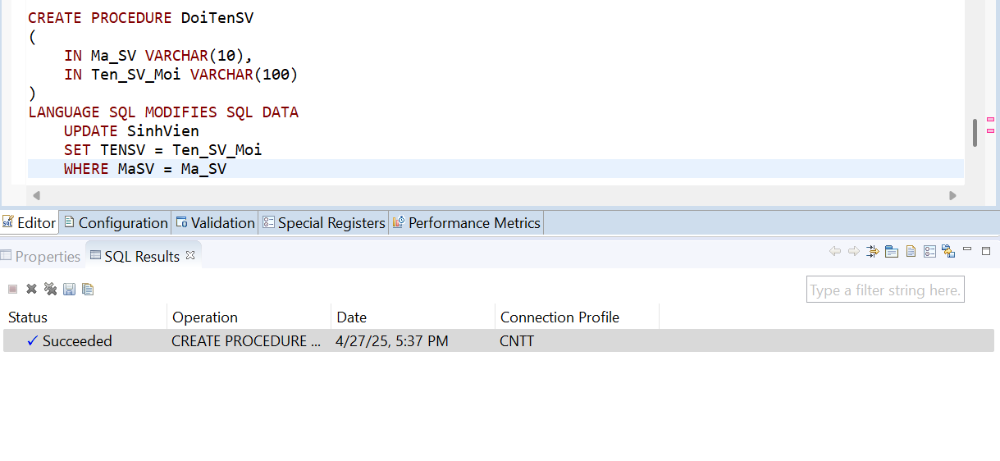 CREATE PROCEDURE DoiTenSV
(
    IN Ma_SV VARCHAR(10),
    IN Ten_SV_Moi VARCHAR(100)
)
LANGUAGE SQL MODIFIES SQL DATA
    UPDATE SinhVien
    SET TENSV = Ten_SV_Moi
    WHERE MaSV = Ma_SV
Editor Configuration Validation Special Registers Performance Metrics
Properties SQL Results
Type a filter string here.
Status Operation Date Connection Profile
Succeeded CREATE PROCEDURE ... 4/27/25, 5:37 PM CNTT